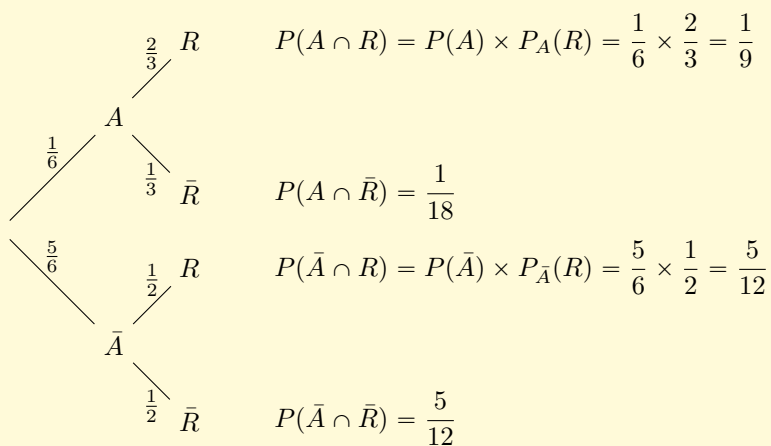 2/3 R P(A ∩ R) = P(A) × P_A(R) = 1/6 × 2/3 = 1/9
A
1/6
1/3 R̄ P(A ∩ R̄) = 1/18
5/6
1/2 R P(Ā ∩ R) = P(Ā) × P_Ā(R) = 5/6 × 1/2 = 5/12
Ā
1/2 R̄ P(Ā ∩ R̄) = 5/12